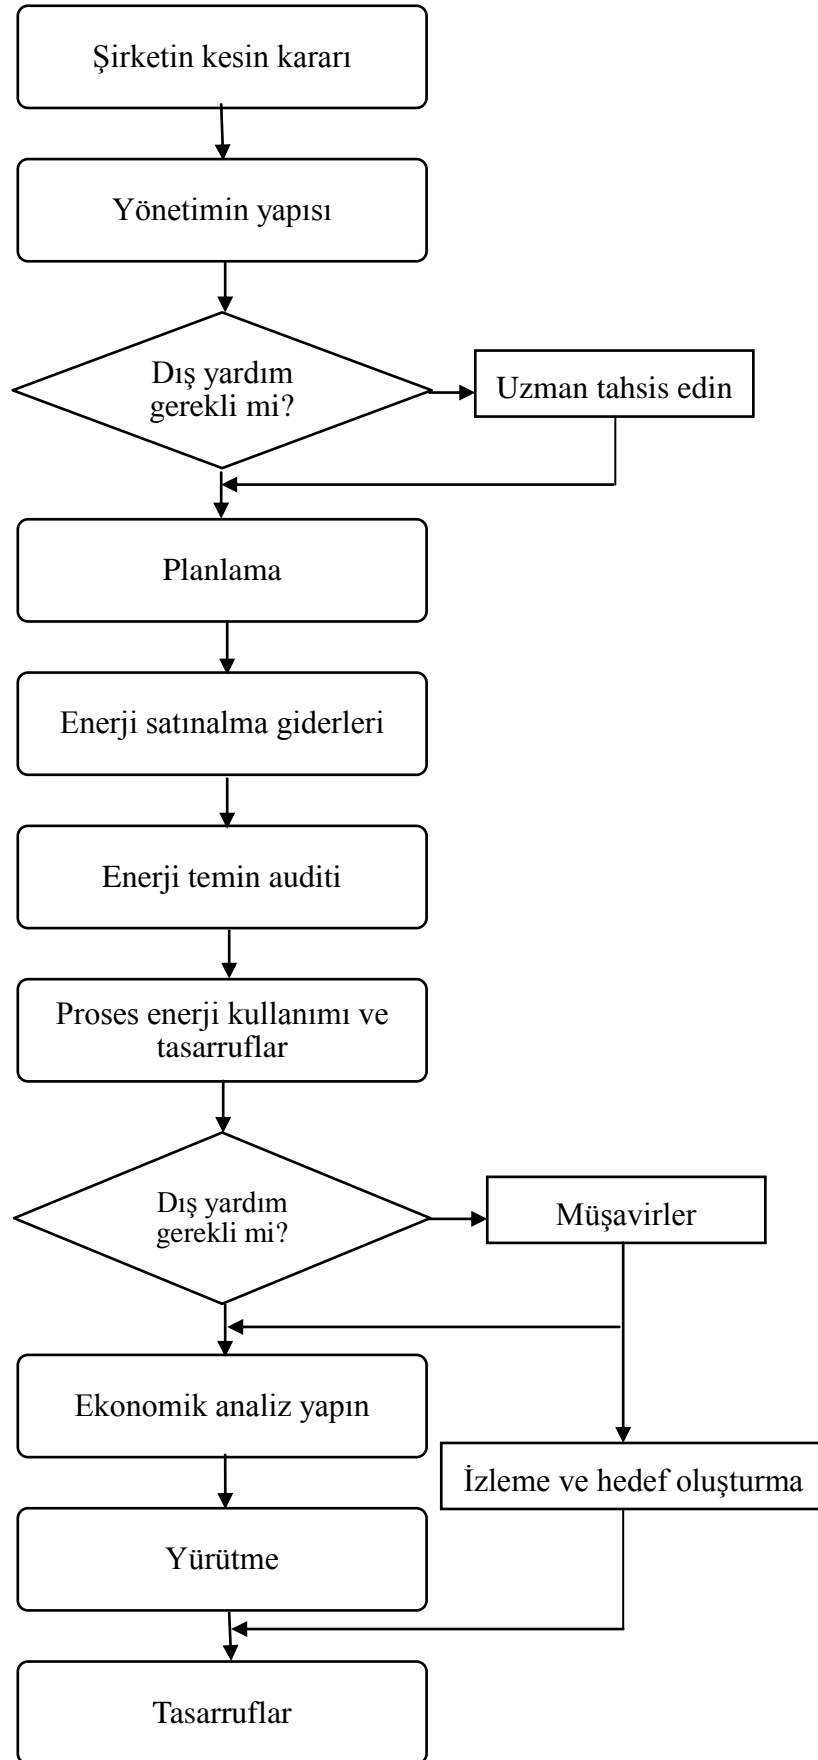 Şirketin kesin kararı
Yönetimin yapısı
Dış yardım
gerekli mi?
Uzman tahsis edin
Planlama
Enerji satınalma giderleri
Enerji temin auditi
Proses enerji kullanımı ve
tasarruflar
Dış yardım
gerekli mi?
Müşavirler
Ekonomik analiz yapın
İzleme ve hedef oluşturma
Yürütme
Tasarruflar